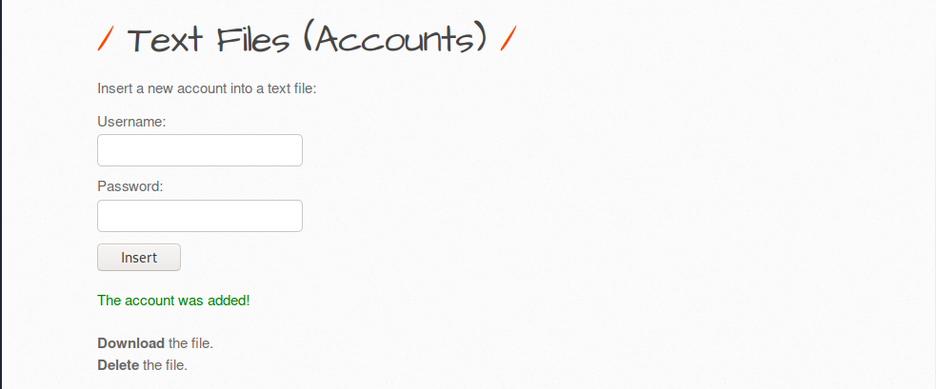 / Text Files (Accounts) /
Insert a new account into a text file:
Username:
Password:
Insert
The account was added!
Download the file.
Delete the file.